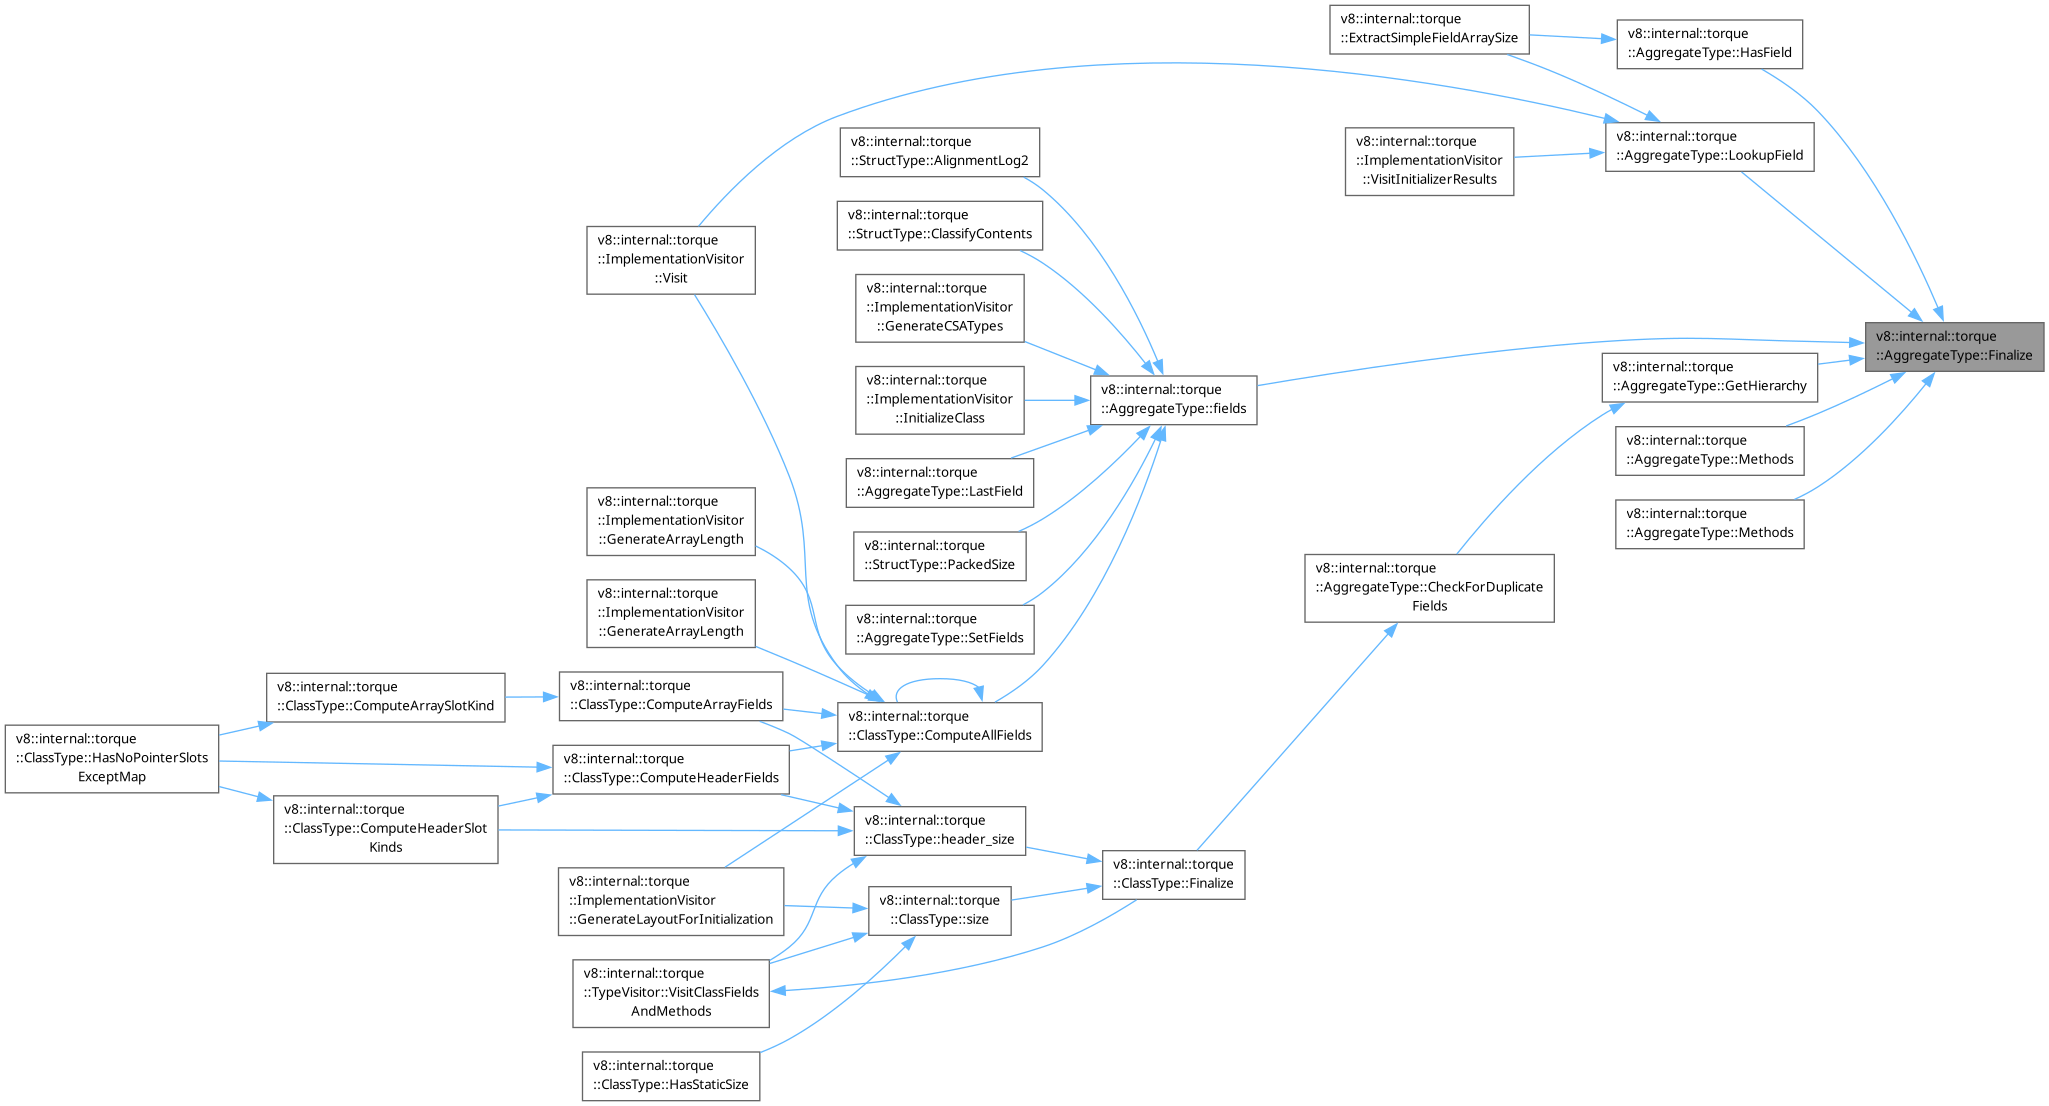 v8::internal::torque
::ExtractSimpleFieldArraySize
v8::internal::torque
::AggregateType::HasField
v8::internal::torque
::StructType::AlignmentLog2
v8::internal::torque
::ImplementationVisitor
::VisitInitializerResults
v8::internal::torque
::AggregateType::LookupField
v8::internal::torque
::StructType::ClassifyContents
v8::internal::torque
::ImplementationVisitor
::Visit
v8::internal::torque
::ImplementationVisitor
::GenerateCSATypes
v8::internal::torque
::AggregateType::Finalize
v8::internal::torque
::AggregateType::GetHierarchy
v8::internal::torque
::ImplementationVisitor
::InitializeClass
v8::internal::torque
::AggregateType::fields
v8::internal::torque
::AggregateType::Methods
v8::internal::torque
::AggregateType::LastField
v8::internal::torque
::ImplementationVisitor
::GenerateArrayLength
v8::internal::torque
::AggregateType::Methods
v8::internal::torque
::StructType::PackedSize
v8::internal::torque
::AggregateType::CheckForDuplicate
Fields
v8::internal::torque
::ImplementationVisitor
::GenerateArrayLength
v8::internal::torque
::AggregateType::SetFields
v8::internal::torque
::ClassType::ComputeArraySlotKind
v8::internal::torque
::ClassType::ComputeArrayFields
v8::internal::torque
::ClassType::ComputeAllFields
v8::internal::torque
::ClassType::HasNoPointerSlots
ExceptMap
v8::internal::torque
::ClassType::ComputeHeaderFields
v8::internal::torque
::ClassType::ComputeHeaderSlot
Kinds
v8::internal::torque
::ClassType::header_size
v8::internal::torque
::ClassType::Finalize
v8::internal::torque
::ImplementationVisitor
::GenerateLayoutForInitialization
v8::internal::torque
::ClassType::size
v8::internal::torque
::TypeVisitor::VisitClassFields
AndMethods
v8::internal::torque
::ClassType::HasStaticSize